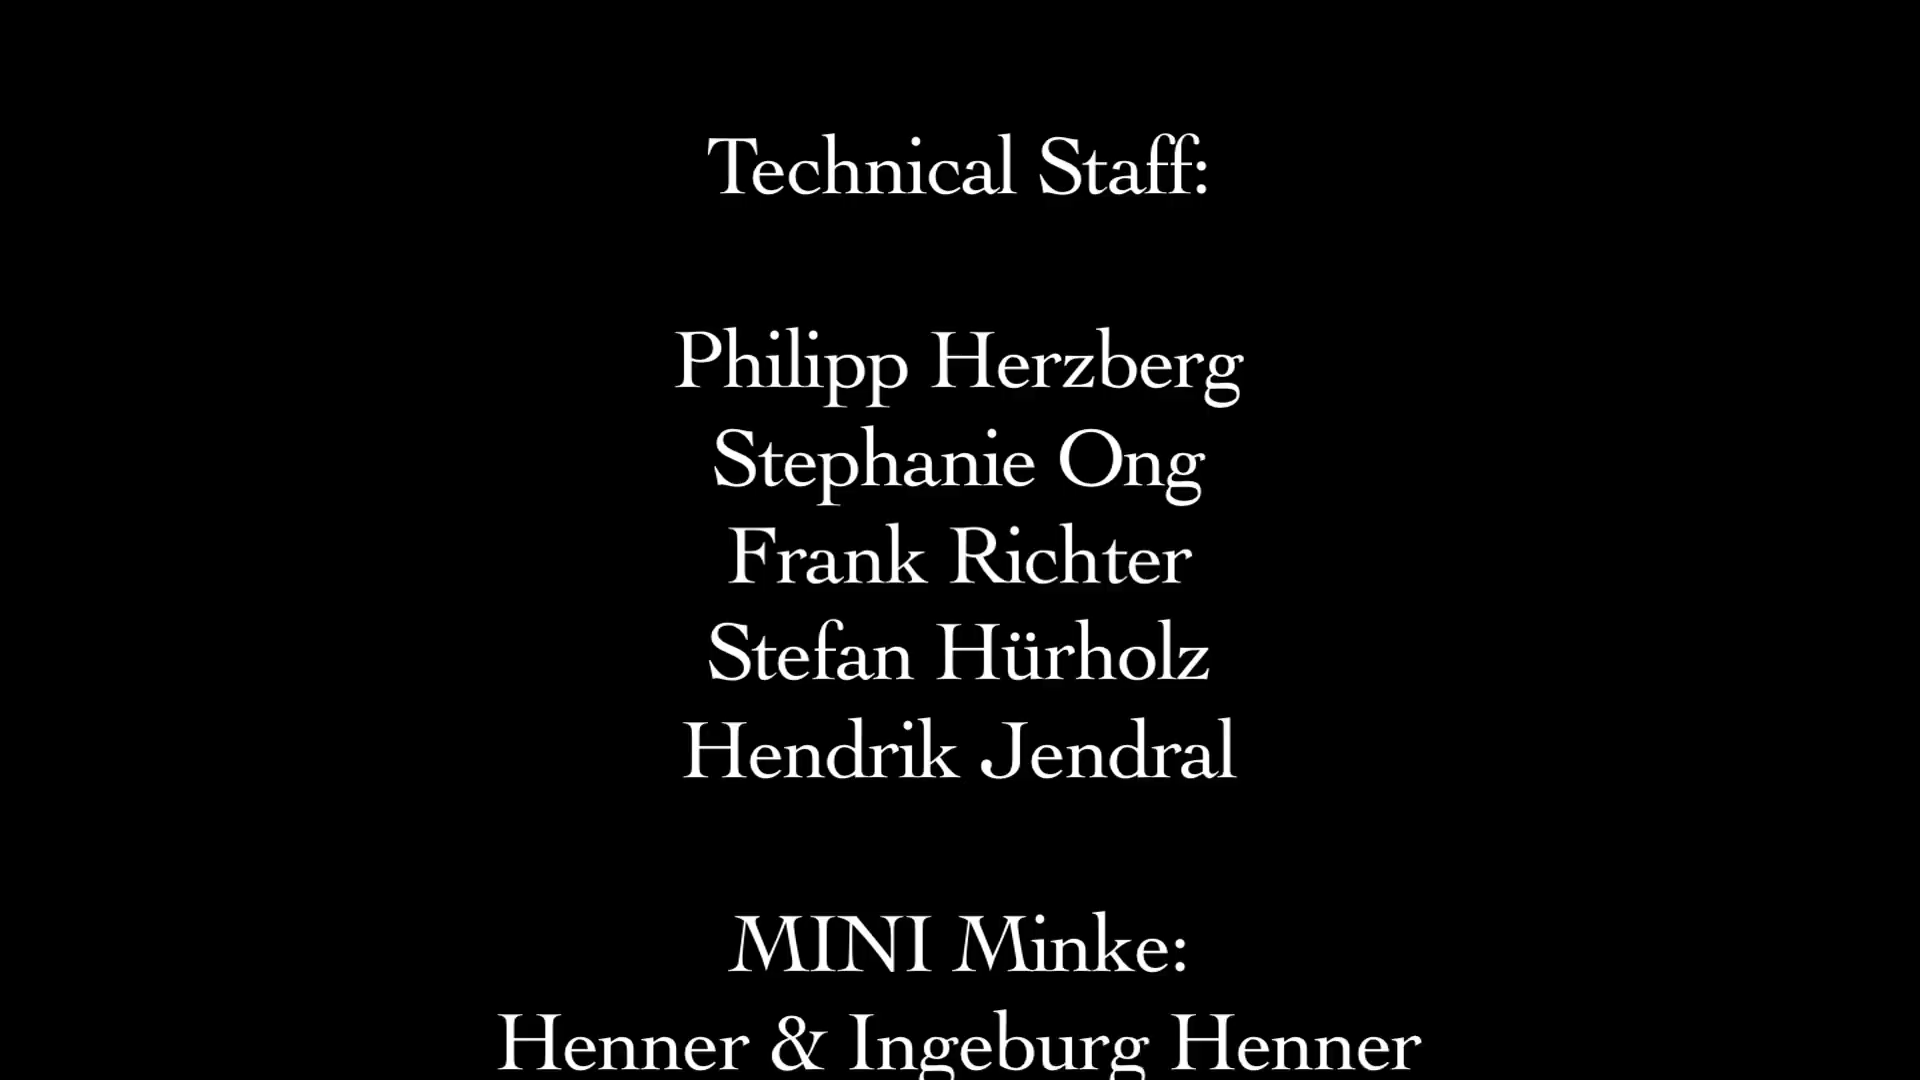 Technical Staff:
Philipp Herzberg
Stephanie Ong
Frank Richter
Stefan Hürholz
Hendrik Jendral
MINI Minke:
Henner & Ingeburg Henner